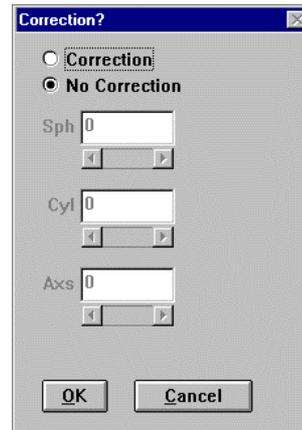 Correction?
Correction
No Correction
Sph 0
Cyl 0
Axs 0
OK Cancel